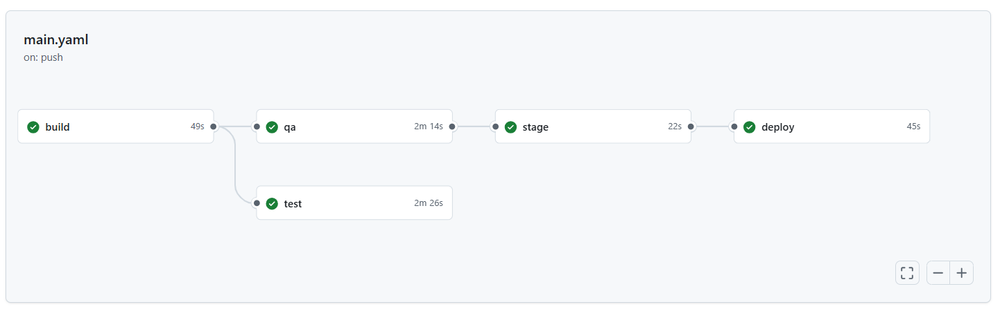 main.yaml
on: push
build 49s
qa 2m 14s
stage 22s
deploy 45s
test 2m 26s